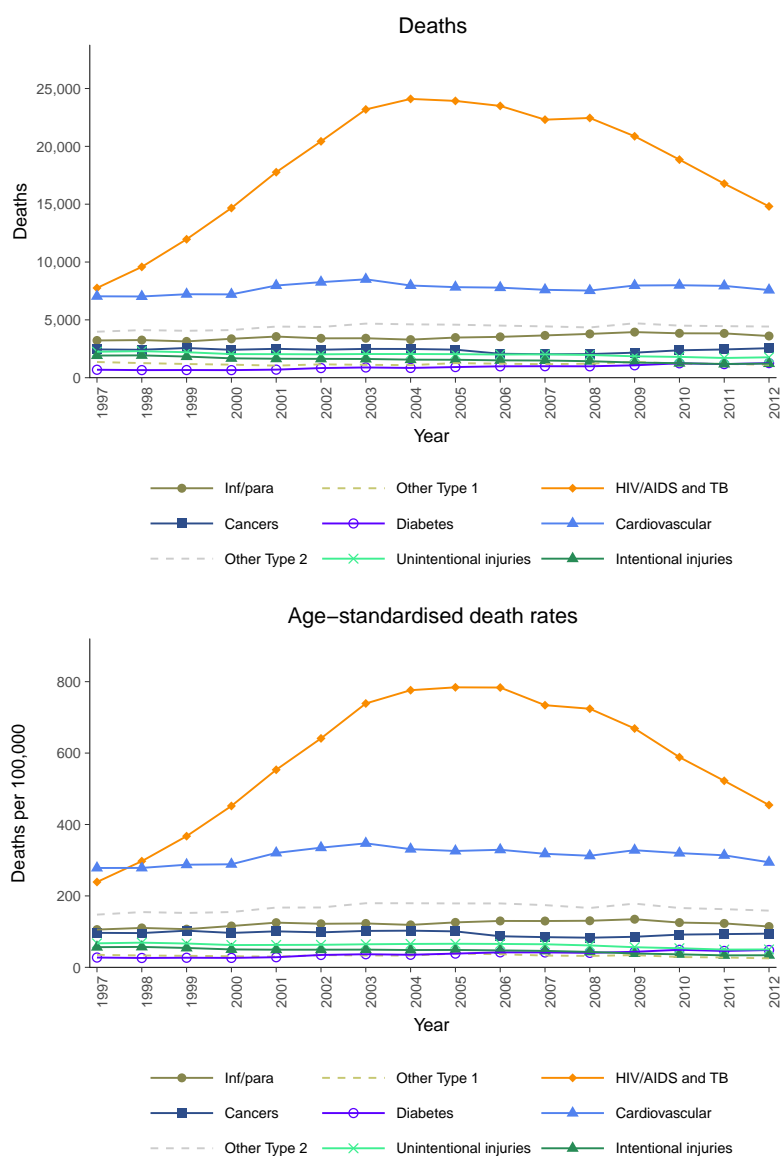 Deaths
25,000
20,000
15,000
10,000
5,000
0
Deaths
1997 1998 1999 2000 2001 2002 2003 2004 2005 2006 2007 2008 2009 2010 2011 2012
Year
Inf/para Other Type 1 HIV/AIDS and TB
Cancers Diabetes Cardiovascular
Other Type 2 Unintentional injuries Intentional injuries
Age−standardised death rates
800
600
400
200
0
Deaths per 100,000
1997 1998 1999 2000 2001 2002 2003 2004 2005 2006 2007 2008 2009 2010 2011 2012
Year
Inf/para Other Type 1 HIV/AIDS and TB
Cancers Diabetes Cardiovascular
Other Type 2 Unintentional injuries Intentional injuries